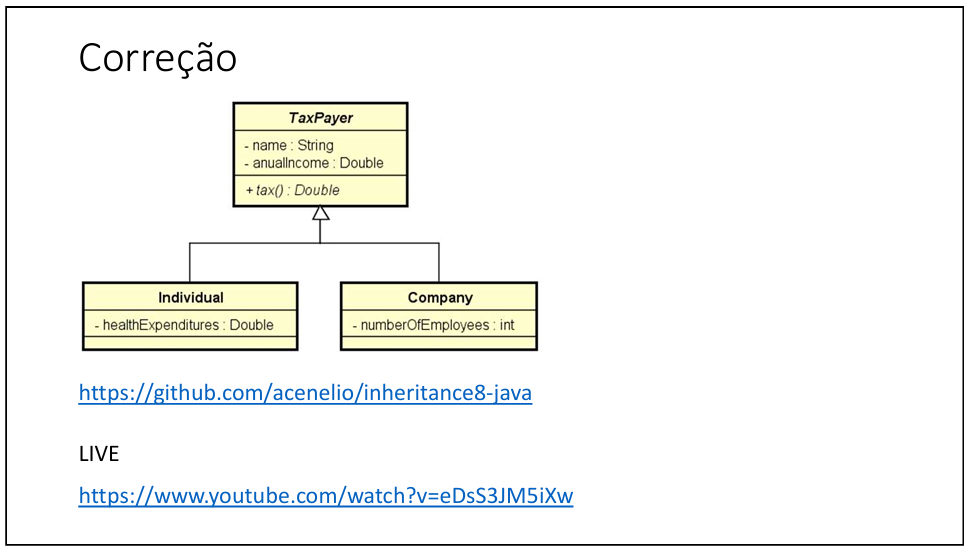 Correção
TaxPayer
- name : String
- anualIncome : Double
+ tax() : Double
Individual
- healthExpenditures : Double
Company
- numberOfEmployees : int
https://github.com/acenelio/inheritance8-java
LIVE
https://www.youtube.com/watch?v=eDsS3JM5iXw